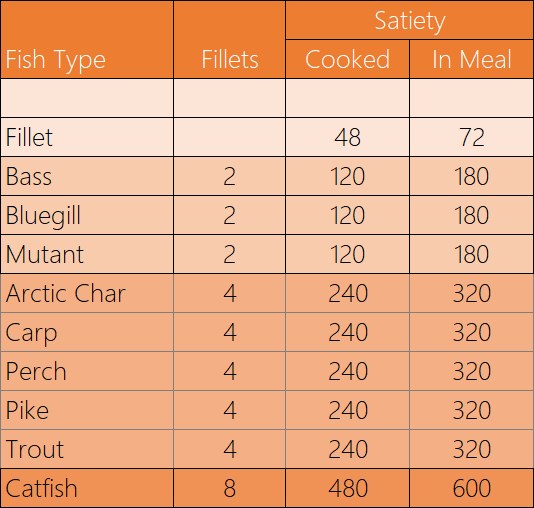 Satiety
Fish Type Fillets Cooked In Meal
Fillet 48 72
Bass 2 120 180
Bluegill 2 120 180
Mutant 2 120 180
Arctic Char 4 240 320
Carp 4 240 320
Perch 4 240 320
Pike 4 240 320
Trout 4 240 320
Catfish 8 480 600